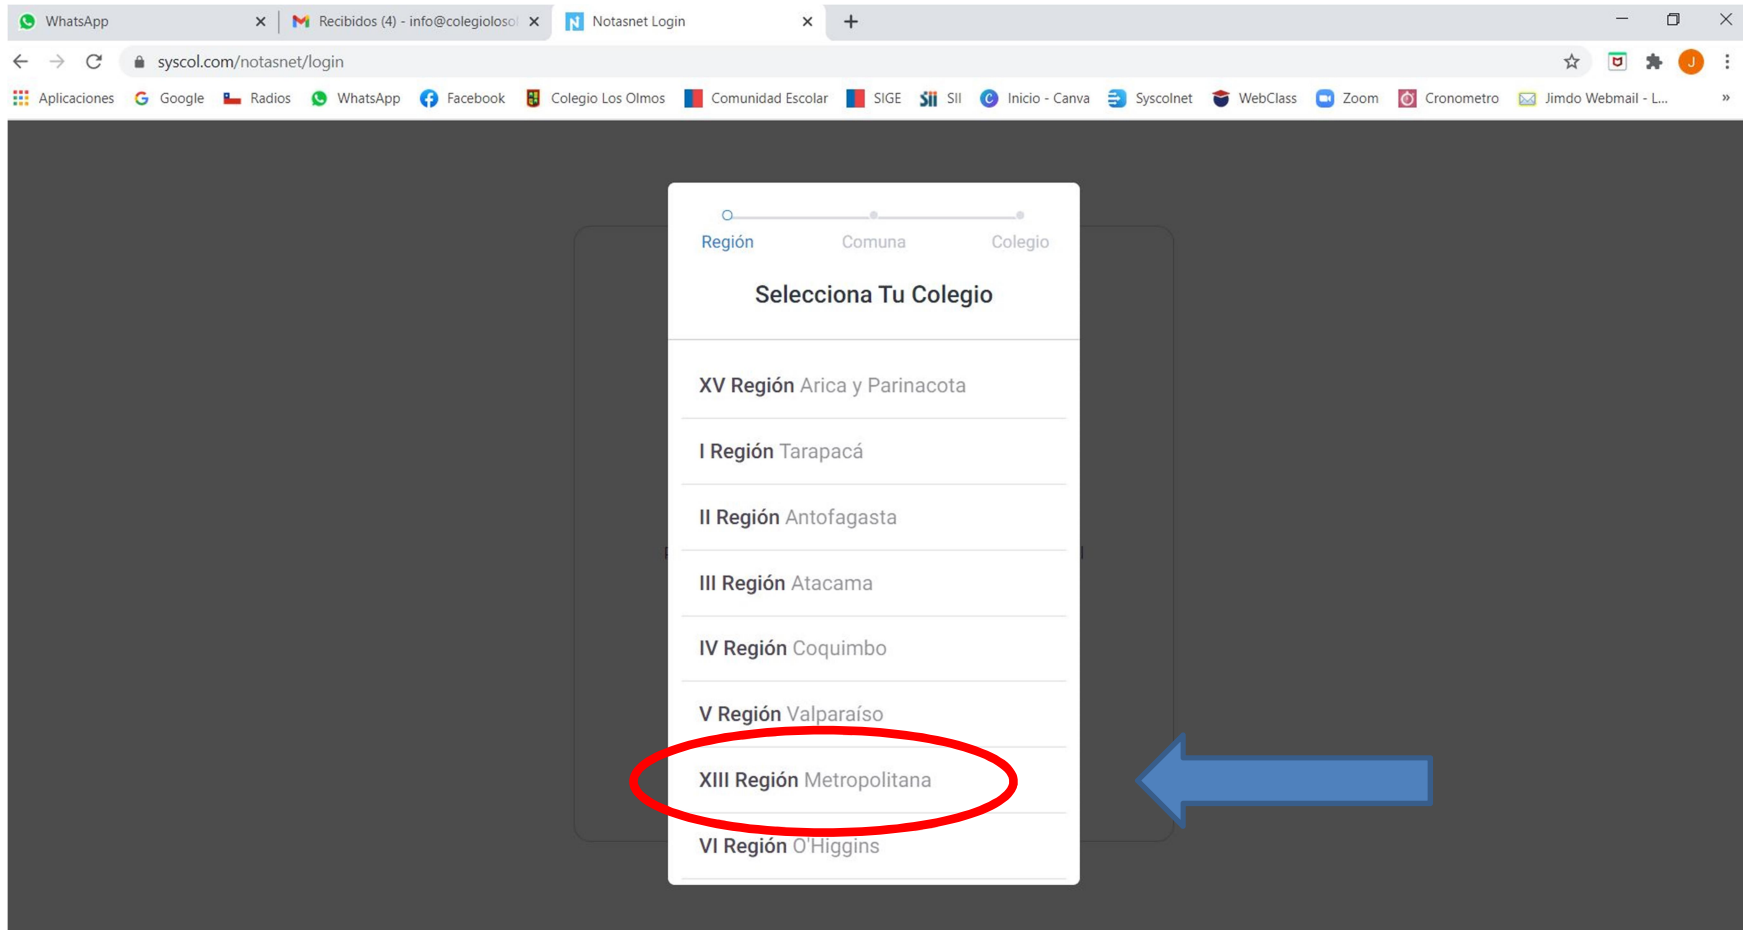 WhatsApp
Recibidos (4) - info@colegioloso
Notasnet Login
syscol.com/notasnet/login
J
Aplicaciones Google Radios WhatsApp Facebook Colegio Los Olmos Comunidad Escolar SIGE Sii SII Inicio - Canva Syscolnet WebClass Zoom Cronometro Jimdo Webmail - L... »
Región Comuna Colegio
Selecciona Tu Colegio
XV Región Arica y Parinacota
I Región Tarapacá
II Región Antofagasta
III Región Atacama
IV Región Coquimbo
V Región Valparaíso
XIII Región Metropolitana
VI Región O'Higgins